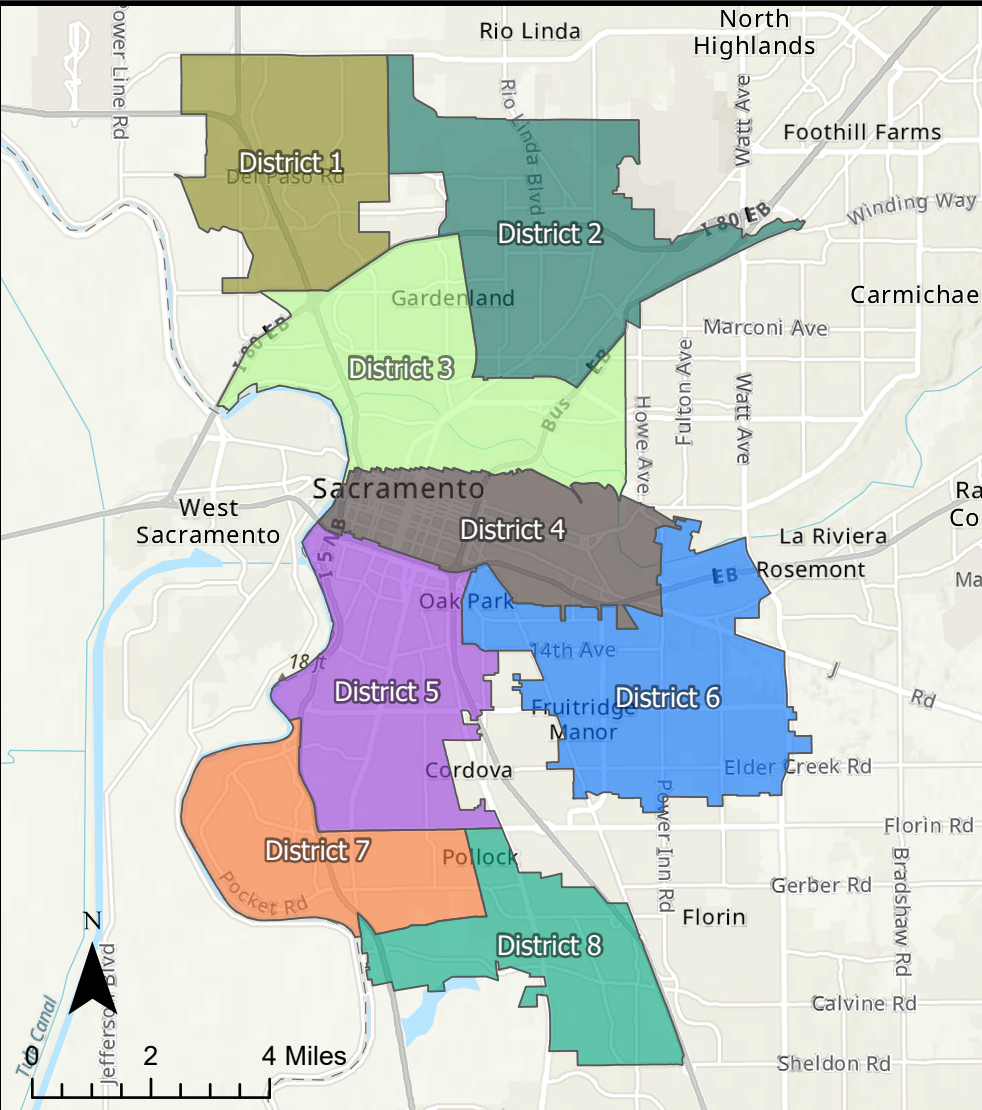 North
Highlands
Rio Linda
Power Line Rd
Rio Linda Blvd
Watt Ave
Foothill Farms
District 1
Del Paso Rd
I 80 EB
Winding Way
District 2
Gardenland
Carmichae
I 80 EB
Marconi Ave
District 3
EB
Bus
Fulton Ave
Watt Ave
Howe Ave
Sacramento
Ra
Co
West
Sacramento
District 4
La Riviera
I 5 NB
EB
Rosemont
Ma
Oak Park
14th Ave
18 ft
J
Rd
District 5
District 6
Fruitridge
Manor
Cordova
Elder Creek Rd
Power Inn Rd
Florin Rd
District 7
Pollock
Pocket Rd
Gerber Rd
Bradshaw Rd
Florin
N
District 8
Jefferson Blvd
Calvine Rd
Tule Canal
0 2 4 Miles
Sheldon Rd